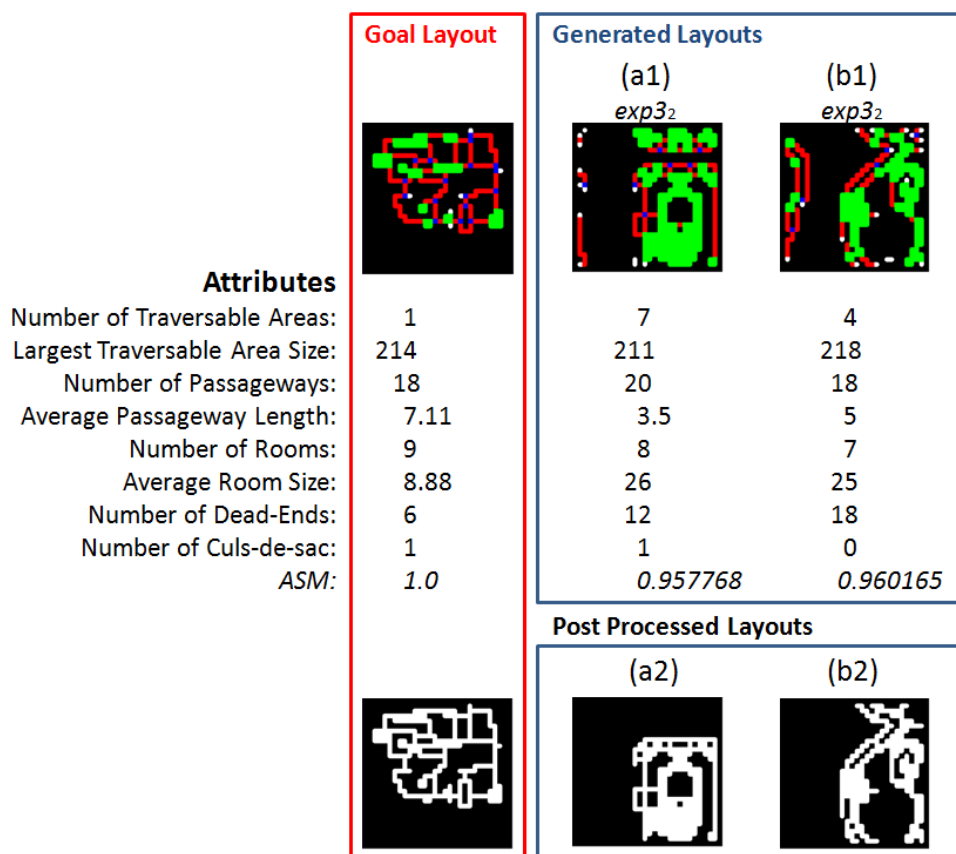 Goal Layout
Generated Layouts
(a1) (b1)
exp3₂ exp3₂
Attributes
Number of Traversable Areas: 1 7 4
Largest Traversable Area Size: 214 211 218
Number of Passageways: 18 20 18
Average Passageway Length: 7.11 3.5 5
Number of Rooms: 9 8 7
Average Room Size: 8.88 26 25
Number of Dead-Ends: 6 12 18
Number of Culs-de-sac: 1 1 0
ASM: 1.0 0.957768 0.960165
Post Processed Layouts
(a2) (b2)